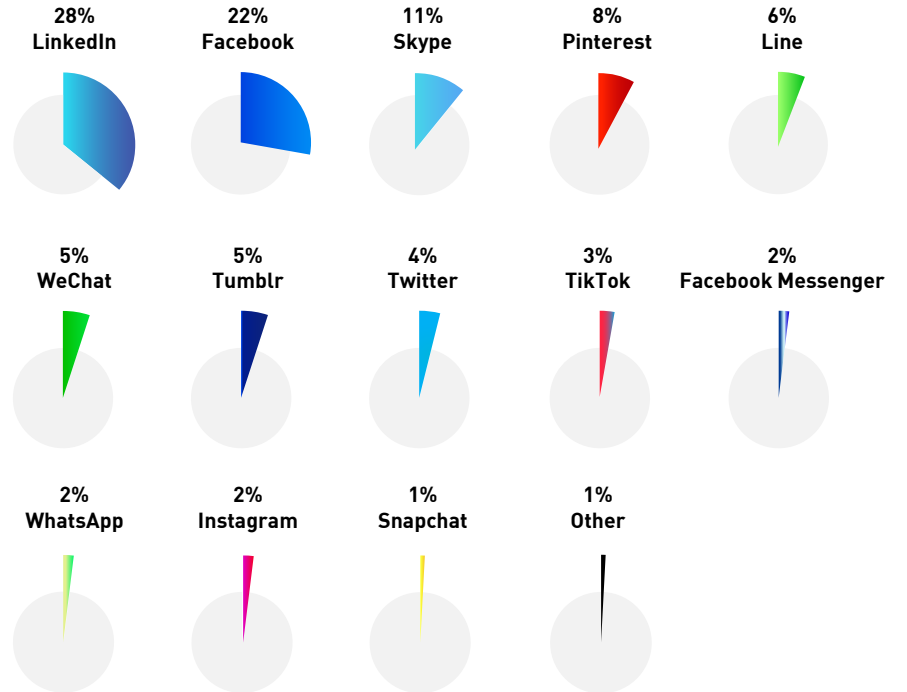 28%
LinkedIn
22%
Facebook
11%
Skype
8%
Pinterest
6%
Line
5%
WeChat
5%
Tumblr
4%
Twitter
3%
TikTok
2%
Facebook Messenger
2%
WhatsApp
2%
Instagram
1%
Snapchat
1%
Other